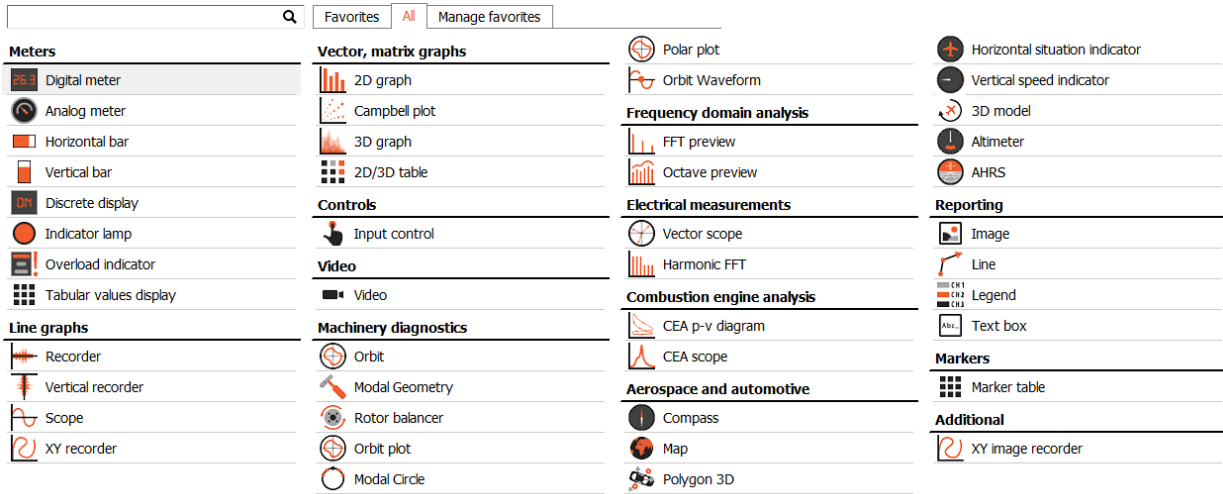 Favorites
All
Manage favorites
Meters
26.3 Digital meter
Analog meter
Horizontal bar
Vertical bar
ON Discrete display
Indicator lamp
Overload indicator
Tabular values display
Line graphs
Recorder
Vertical recorder
Scope
XY recorder
Vector, matrix graphs
2D graph
Campbell plot
3D graph
2D/3D table
Controls
Input control
Video
Video
Machinery diagnostics
Orbit
Modal Geometry
Rotor balancer
Orbit plot
Modal Circle
Polar plot
Orbit Waveform
Frequency domain analysis
FFT preview
Octave preview
Electrical measurements
Vector scope
Harmonic FFT
Combustion engine analysis
CEA p-v diagram
CEA scope
Aerospace and automotive
Compass
Map
Polygon 3D
Horizontal situation indicator
Vertical speed indicator
3D model
Altimeter
AHRS
Reporting
Image
Line
CH1
CH2 Legend
CH3
Abc_ Text box
Markers
Marker table
Additional
XY image recorder